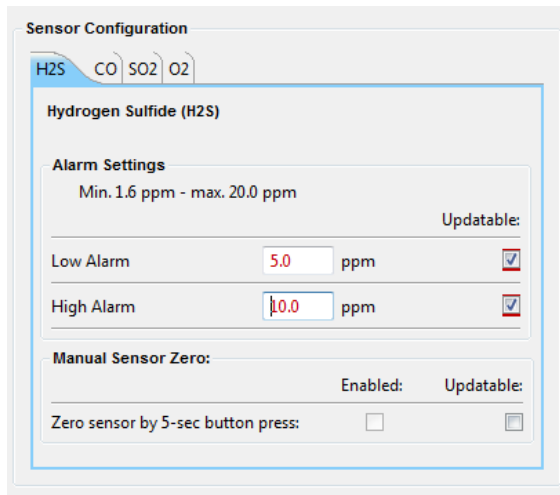 Sensor Configuration
H2S CO SO2 O2
Hydrogen Sulfide (H2S)
Alarm Settings
Min. 1.6 ppm - max. 20.0 ppm
Updatable:
Low Alarm 5.0 ppm
High Alarm 10.0 ppm
Manual Sensor Zero:
Enabled: Updatable:
Zero sensor by 5-sec button press: